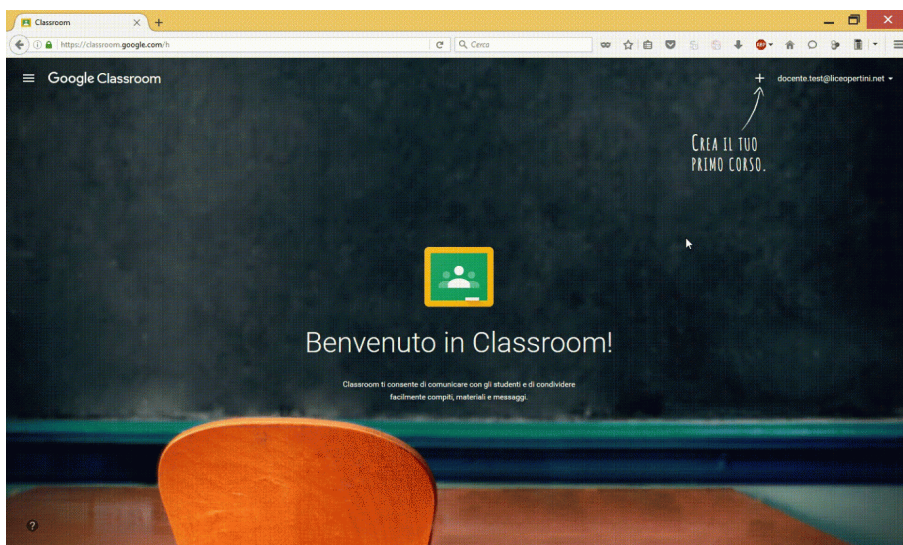 Classroom
https://classroom.google.com/h
Cerca
Google Classroom
docente.test@liceopertini.net
CREA IL TUO
PRIMO CORSO.
Benvenuto in Classroom!
Classroom ti consente di comunicare con gli studenti e di condividere
facilmente compiti, materiali e messaggi.
?